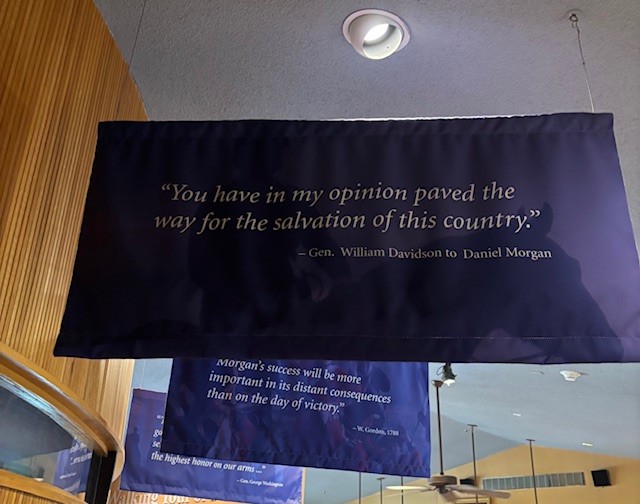 “You have in my opinion paved the
way for the salvation of this country.”
– Gen. William Davidson to Daniel Morgan
Morgan’s success will be more
important in its distant consequences
than on the day of victory.”
– W. Gordon, 1788
the highest honor on our arms ...”
– Gen. George Washington